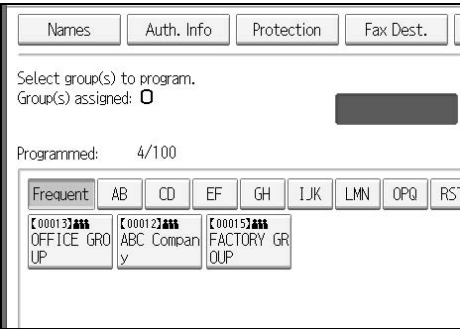 Names Auth. Info Protection Fax Dest.
Select group(s) to program.
Group(s) assigned: 0
Programmed: 4/100
Frequent AB CD EF GH IJK LMN OPQ RST
【00013】 【00012】 【00015】
OFFICE GRO ABC Compan FACTORY GR
UP y OUP